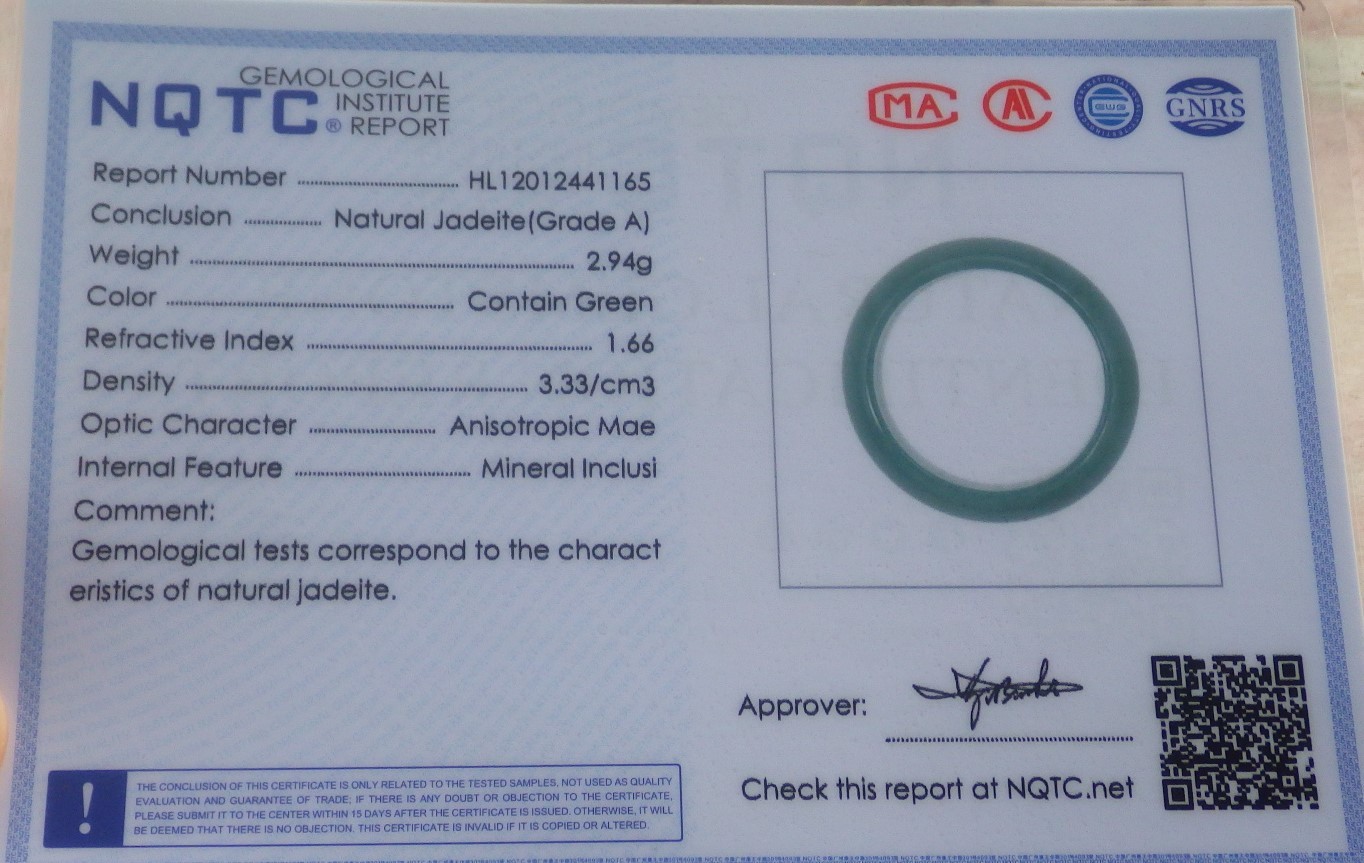 NQTC® GEMOLOGICAL INSTITUTE REPORT
MA
AL
GWG
GNRS
Report Number ........ HL12012441165
Conclusion ........ Natural Jadeite(Grade A)
Weight ........ 2.94g
Color ........ Contain Green
Refractive Index ........ 1.66
Density ........ 3.33/cm3
Optic Character ........ Anisotropic Mae
Internal Feature ........ Mineral Inclusi
Comment:
Gemological tests correspond to the charact
eristics of natural jadeite.
Approver:
Check this report at NQTC.net
!
THE CONCLUSION OF THIS CERTIFICATE IS ONLY RELATED TO THE TESTED SAMPLES, NOT USED AS QUALITY
EVALUATION AND GUARANTEE OF TRADE; IF THERE IS ANY DOUBT OR OBJECTION TO THE CERTIFICATE,
PLEASE SUBMIT IT TO THE CENTER WITHIN 15 DAYS AFTER THE CERTIFICATE IS ISSUED. OTHERWISE, IT WILL
BE DEEMED THAT THERE IS NO OBJECTION. THIS CERTIFICATE IS INVALID IF IT IS COPIED OR ALTERED.